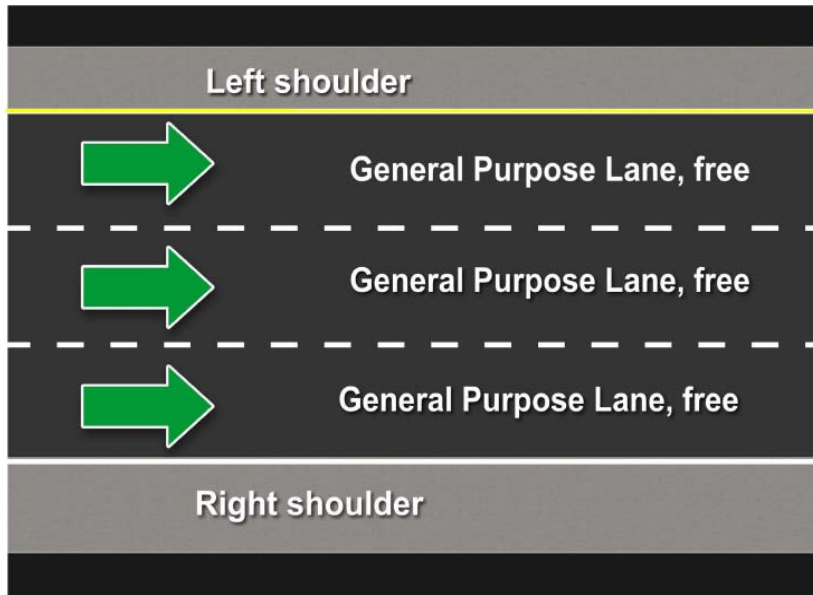 Left shoulder
General Purpose Lane, free
General Purpose Lane, free
General Purpose Lane, free
Right shoulder